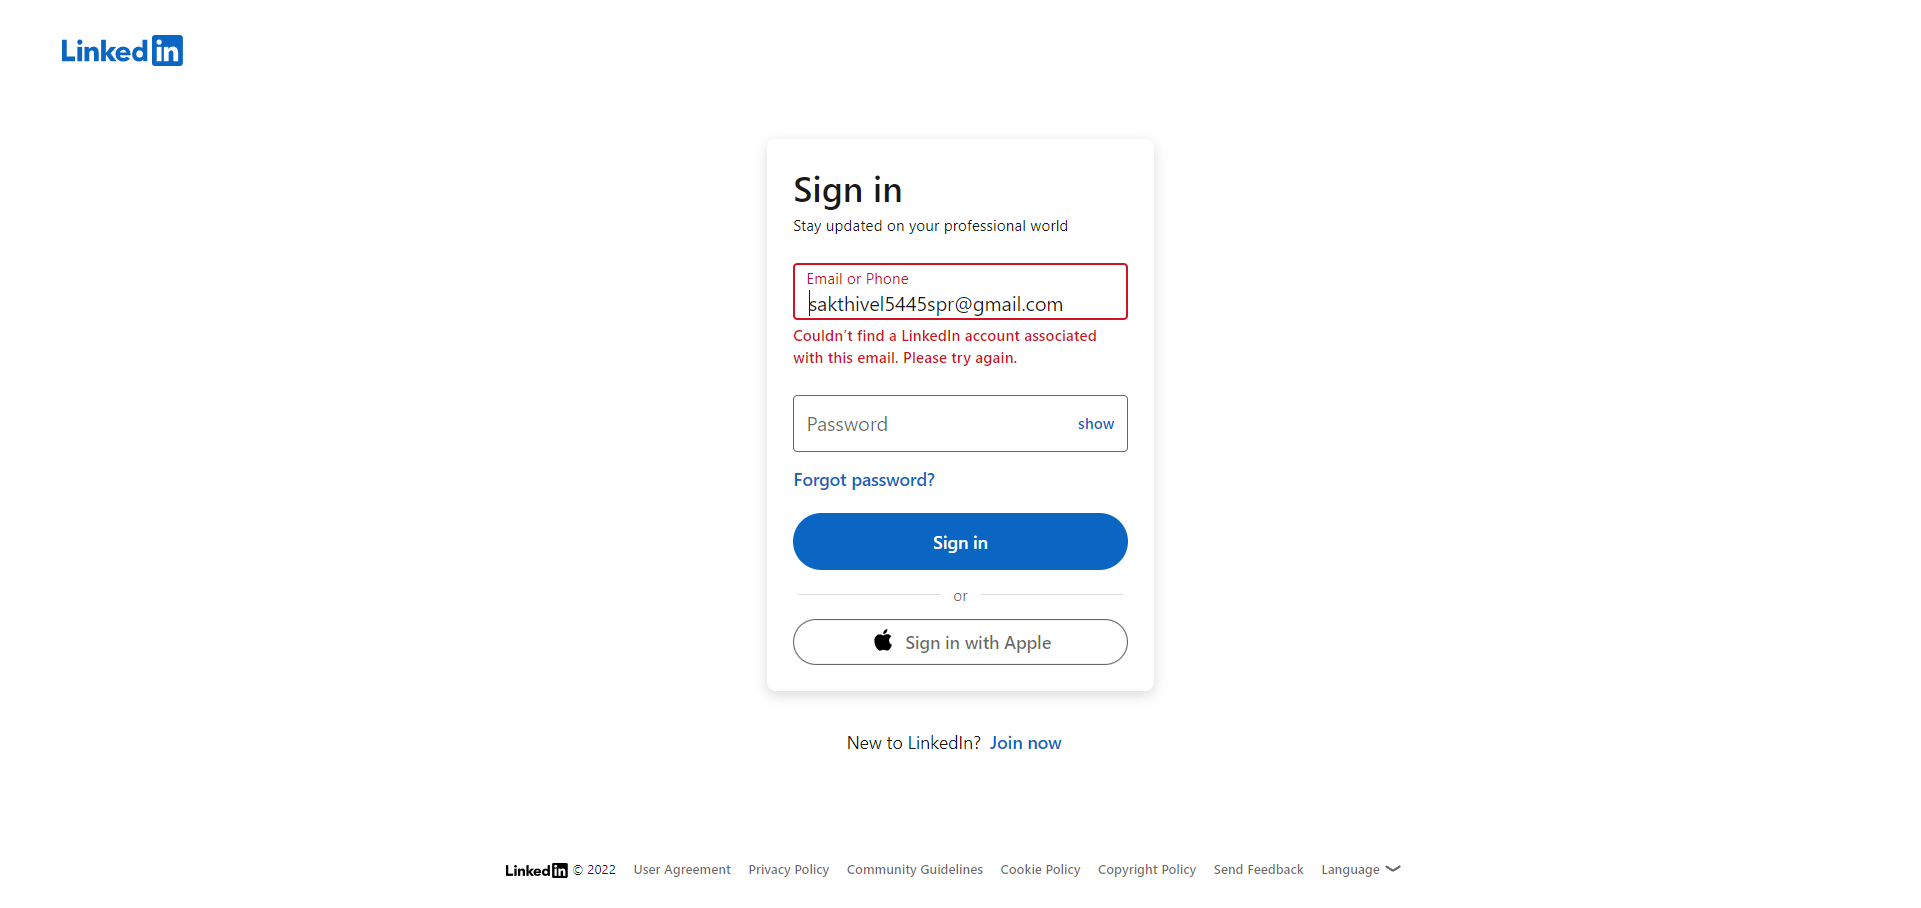 Linked in
Sign in
Stay updated on your professional world
Email or Phone
sakthivel5445spr@gmail.com
Couldn’t find a LinkedIn account associated
with this email. Please try again.
Password show
Forgot password?
Sign in
or
Sign in with Apple
New to LinkedIn? Join now
Linked in © 2022 User Agreement Privacy Policy Community Guidelines Cookie Policy Copyright Policy Send Feedback Language